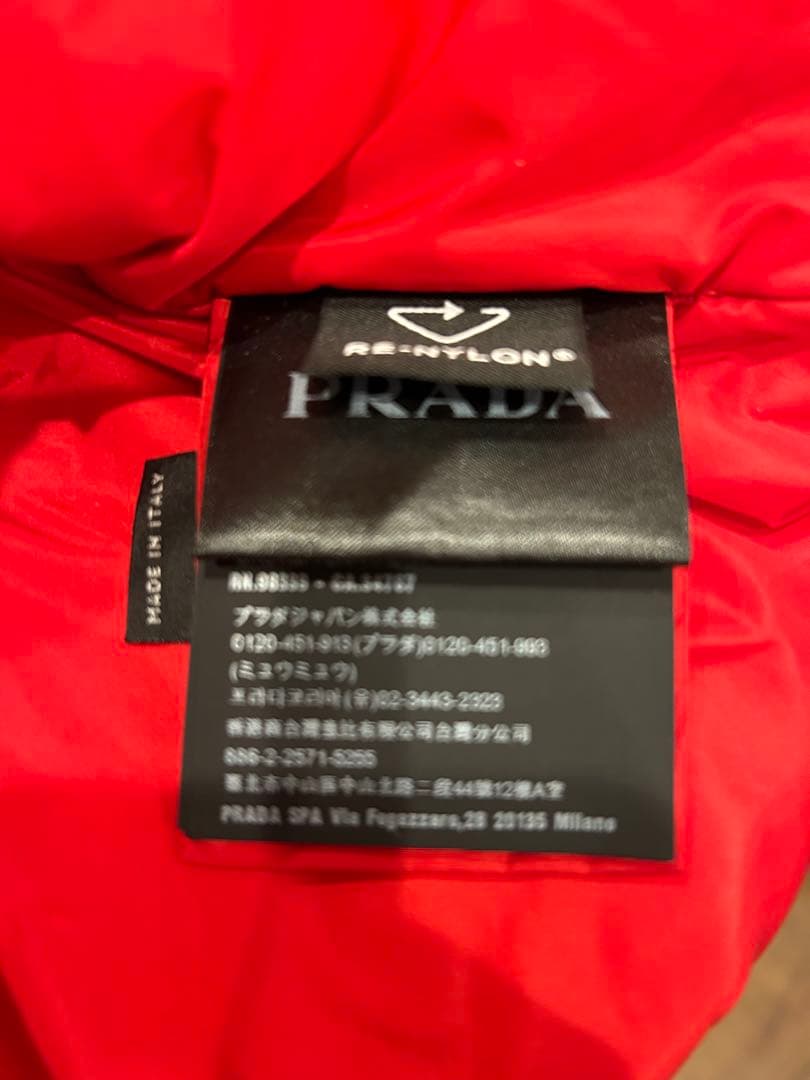 RE-NYLON®
PRADA
MADE IN ITALY
プラダジャパン株式会社
0120-451-913(プラダ)0120-451-993
(ミュウミュウ)
프라다코리아(유)02-3443-2323
香港商台灣普拉有限公司台灣分公司
886-2-2571-5255
臺北市中山區中山北路二段44號12樓A室
PRADA SPA Via Fogazzaro,28 20135 Milano